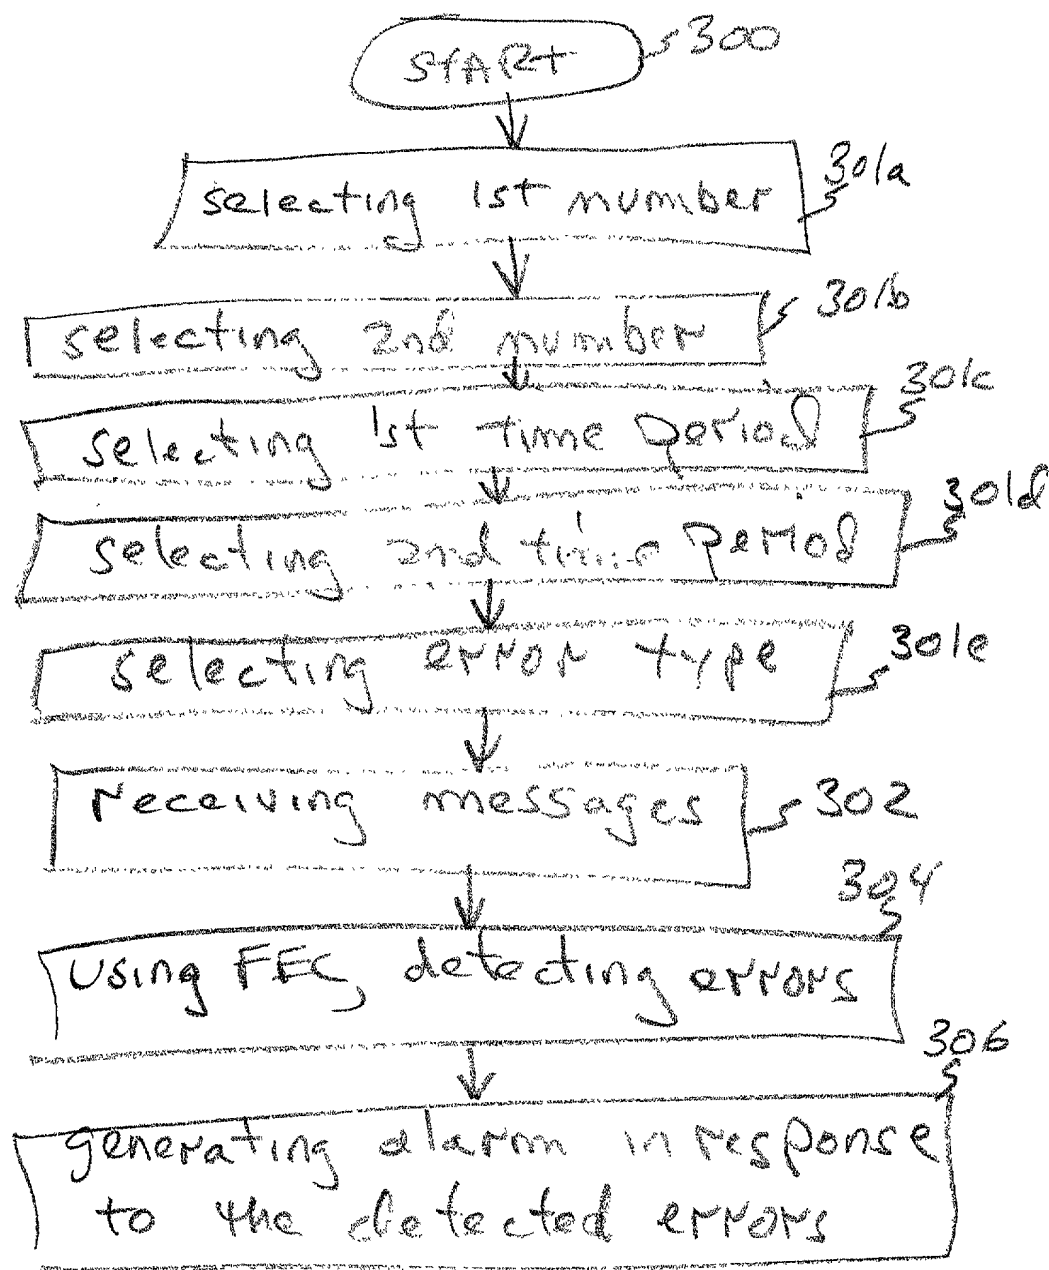 START 300
selecting 1st number 301a
selecting 2nd number 301b
selecting 1st time period 301c
selecting 2nd time period 301d
selecting error type 301e
receiving messages 302
304
using FEC, detecting errors
306
generating alarm in response
to the detected errors